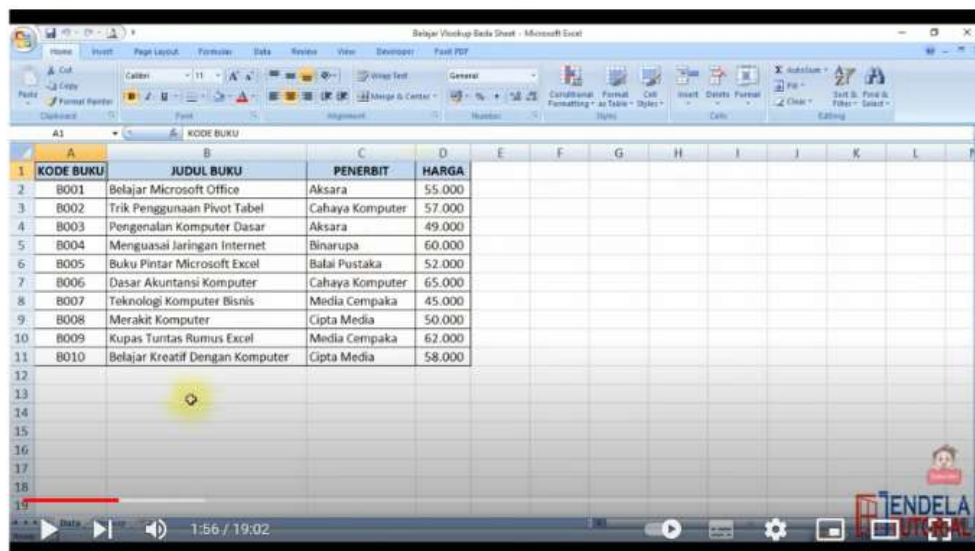 Belajar Vlookup Beda Sheet - Microsoft Excel
Home Insert Page Layout Formulas Data Review View Developer Foxit PDF
Cut
Copy
Format Painter
Paste
Calibri 11
Wrap Text
Merge & Center
General
Conditional Formatting
Format as Table
Cell Styles
Insert Delete Format
AutoSum
Fill
Clear
Sort & Filter
Find & Select
Clipboard Font Alignment Number Styles Cells Editing
A1 KODE BUKU
A B C D E F G H I J K L
1 KODE BUKU JUDUL BUKU PENERBIT HARGA
2 B001 Belajar Microsoft Office Aksara 55.000
3 B002 Trik Penggunaan Pivot Tabel Cahaya Komputer 57.000
4 B003 Pengenalan Komputer Dasar Aksara 49.000
5 B004 Menguasai Jaringan Internet Binarupa 60.000
6 B005 Buku Pintar Microsoft Excel Balai Pustaka 52.000
7 B006 Dasar Akuntansi Komputer Cahaya Komputer 65.000
8 B007 Teknologi Komputer Bisnis Media Cempaka 45.000
9 B008 Merakit Komputer Cipta Media 50.000
10 B009 Kupas Tuntas Rumus Excel Media Cempaka 62.000
11 B010 Belajar Kreatif Dengan Komputer Cipta Media 58.000
12
13
14
15
16
17
18
19
Data
1:56 / 19:02
JENDELA
TUTORIAL